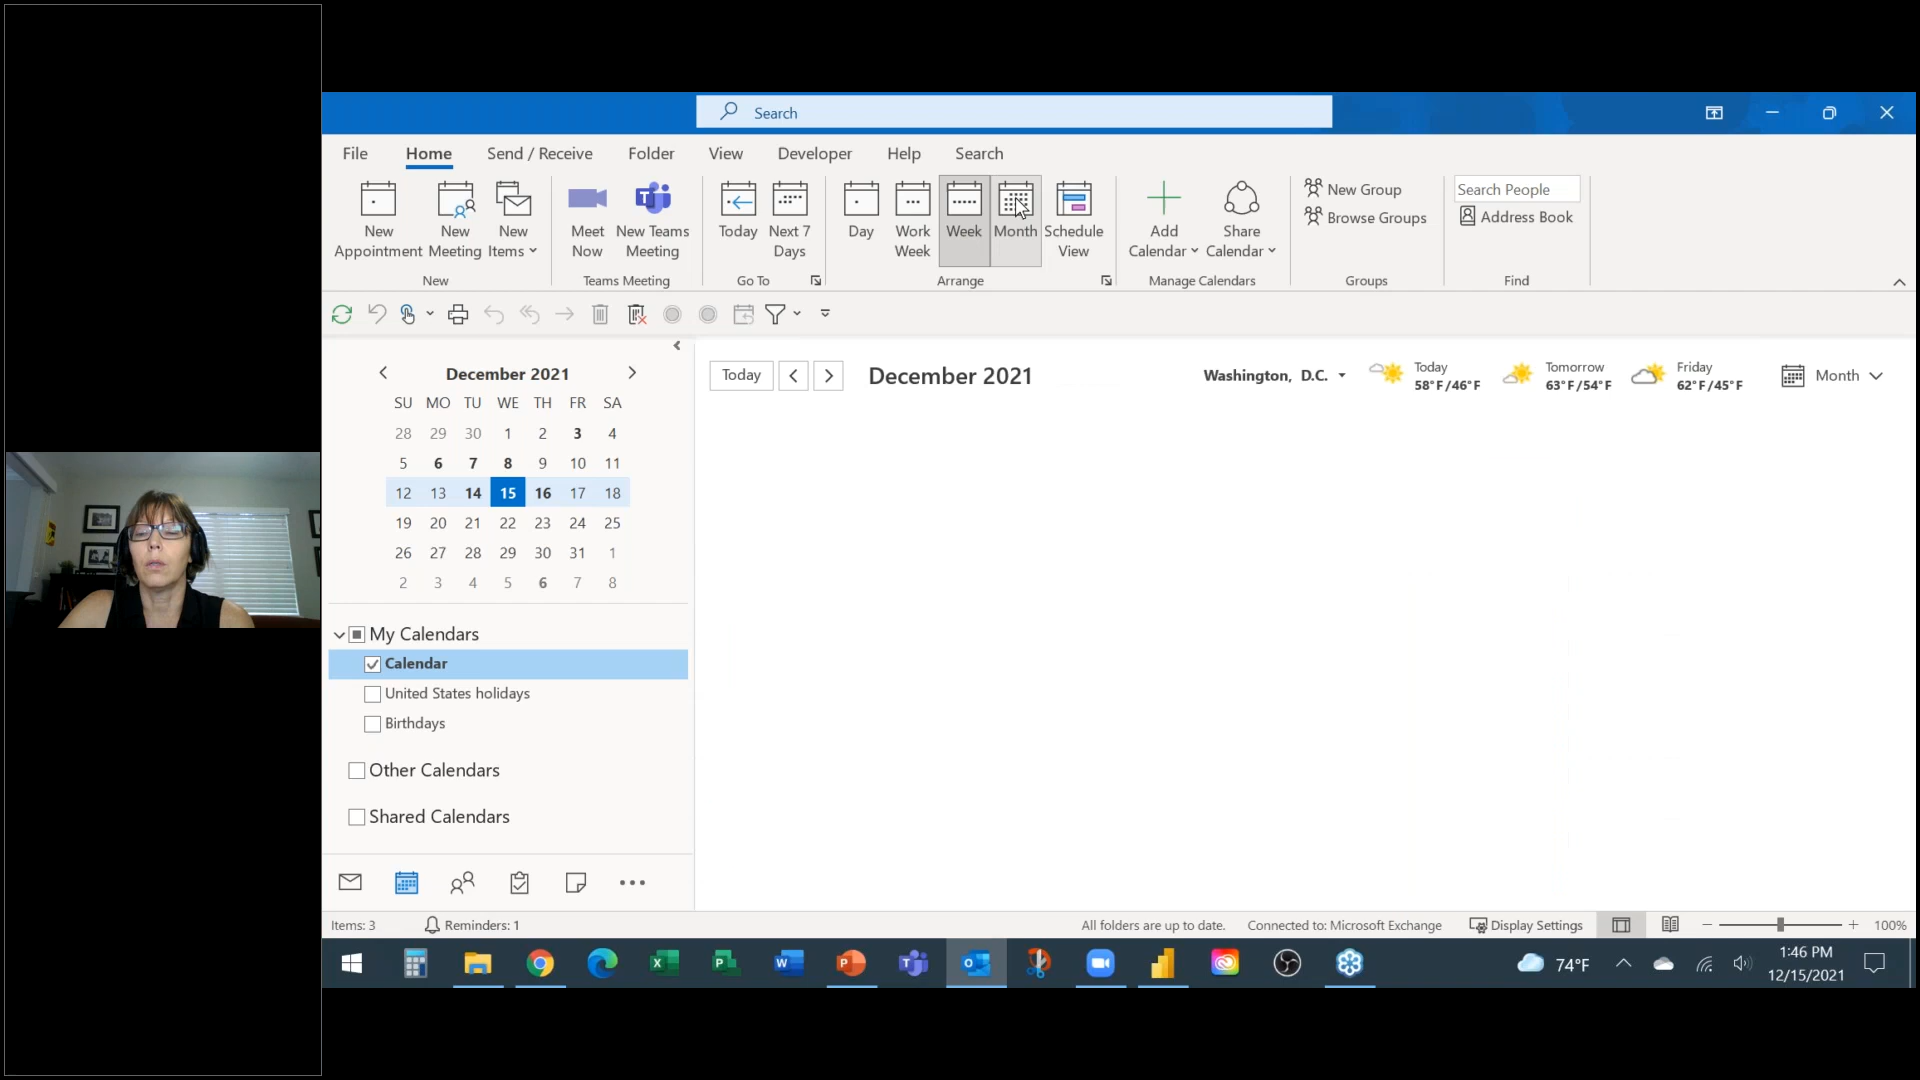 Search
File Home Send / Receive Folder View Developer Help Search
New Appointment
New Meeting
New Items
New
Meet Now
New Teams Meeting
Teams Meeting
Today
Next 7 Days
Go To
Day
Work Week
Week
Month
Schedule View
Arrange
Add Calendar
Share Calendar
Manage Calendars
New Group
Browse Groups
Groups
Search People
Address Book
Find
December 2021
SU MO TU WE TH FR SA
28 29 30 1 2 3 4
5 6 7 8 9 10 11
12 13 14 15 16 17 18
19 20 21 22 23 24 25
26 27 28 29 30 31 1
2 3 4 5 6 7 8
My Calendars
Calendar
United States holidays
Birthdays
Other Calendars
Shared Calendars
Today
December 2021
Washington, D.C.
Today
58°F/46°F
Tomorrow
63°F/54°F
Friday
62°F/45°F
Month
Items: 3
Reminders: 1
All folders are up to date.
Connected to: Microsoft Exchange
Display Settings
100%
74°F
1:46 PM
12/15/2021